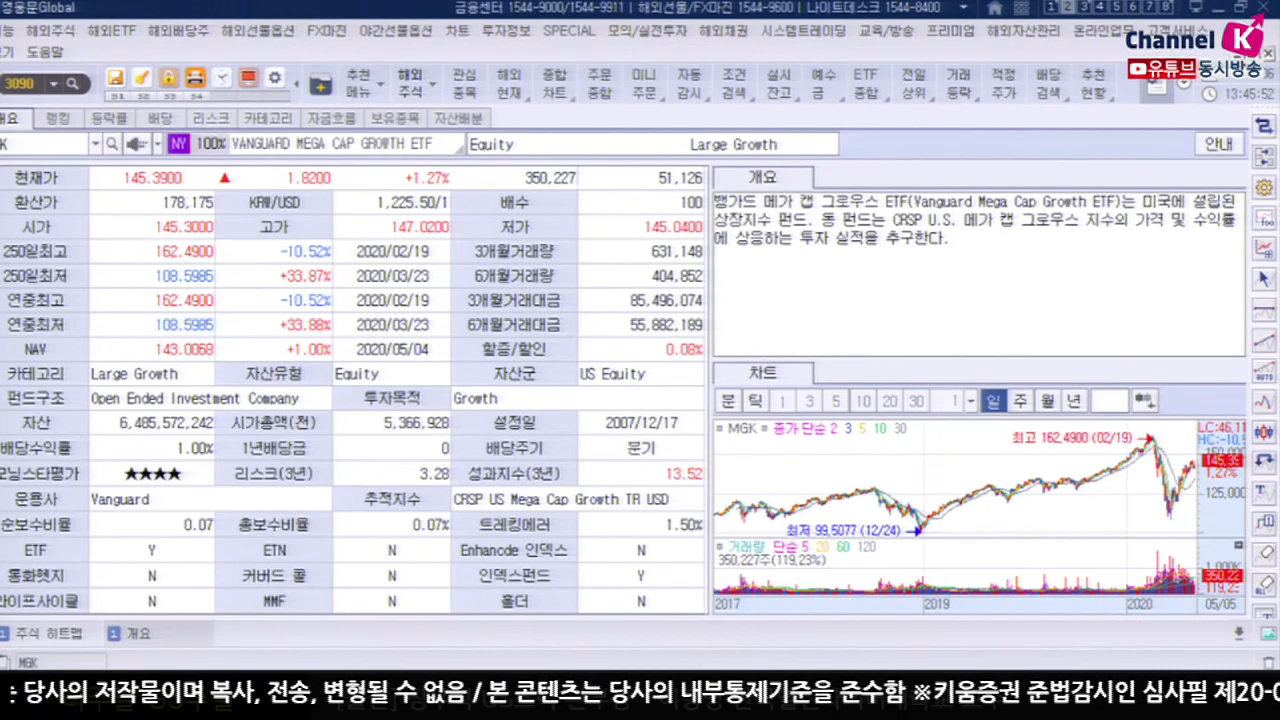 영웅문Global 금융센터 1544-9000/1544-9911 | 해외선물/FX마진 1544-9600 | 나이트데스크 1544-8400 1 2 3 4 5 6 7 8
해외주식 해외ETF 해외배당주 해외선물옵션 FX마진 야간선물옵션 차트 투자정보 SPECIAL 모의/실전투자 해외채권 시스템트레이딩 교육/방송 프리미엄 해외자산관리 온라인업무
도움말
Channel K
유튜브동시방송
3090 S1 S2 S3 S4 추천메뉴 해외주식 관심종목 해외현재 종합차트 주문종합 미니주문 자동감시 조건검색 실시잔고 예수금 ETF종합 전일상위 거래등락 적정주가 배당검색 추천현황 13:45:52
개요 랭킹 등락률 배당 리스크 카테고리 자금흐름 보유종목 자산배분
NY 100% VANGUARD MEGA CAP GROWTH ETF Equity Large Growth 안내
현재가 145.3900 ▲ 1.8200 +1.27% 350,227 51,126
환산가 178,175 KRW/USD 1,225.50/1 배수 100
시가 145.3000 고가 147.0200 저가 145.0400
250일최고 162.4900 -10.52% 2020/02/19 3개월거래량 631,148
250일최저 108.5985 +33.87% 2020/03/23 6개월거래량 404,852
연중최고 162.4900 -10.52% 2020/02/19 3개월거래대금 85,496,074
연중최저 108.5985 +33.88% 2020/03/23 6개월거래대금 55,882,189
NAV 143.0068 +1.00% 2020/05/04 할증/할인 0.08%
카테고리 Large Growth 자산유형 Equity 자산군 US Equity
펀드구조 Open Ended Investment Company 투자목적 Growth
자산 6,485,572,242 시가총액(천) 5,366,928 설정일 2007/12/17
배당수익률 1.00% 1년배당금 0 배당주기 분기
모닝스타평가 ★★★★ 리스크(3년) 3.28 성과지수(3년) 13.52
운용사 Vanguard 추적지수 CRSP US Mega Cap Growth TR USD
순보수비율 0.07 총보수비율 0.07% 트레킹에러 1.50%
ETF Y ETN N Enhancde 인덱스 N
통화헷지 N 커버드 콜 N 인덱스펀드 Y
라이프사이클 N MMF N 홀더 N
개요
뱅가드 메가 캡 그로우스 ETF(Vanguard Mega Cap Growth ETF)는 미국에 설립된
상장지수 펀드. 동 펀드는 CRSP U.S. 메가 캡 그로우스 지수의 가격 및 수익률
에 상응하는 투자 실적을 추구한다.
차트
분 틱 1 3 5 10 20 30 1 일 주 월 년
MGK 종가 단순 2 3 5 10 30
최고 162,4900 (02/19)
LC:46,11
HC:-10,5
150,000
145,39
1,27%
125,000
최저 99,5077 (12/24)
거래량 단순 5 20 60 120
350,227주(119,23%)
1,000K
350,22
119,23
2017 2019 2020 05/05
1 주식 히트맵 1 개요
MGK
: 당사의 저작물이며 복사, 전송, 변형될 수 없음 / 본 콘텐츠는 당사의 내부통제기준을 준수함 ※키움증권 준법감시인 심사필 제20-0